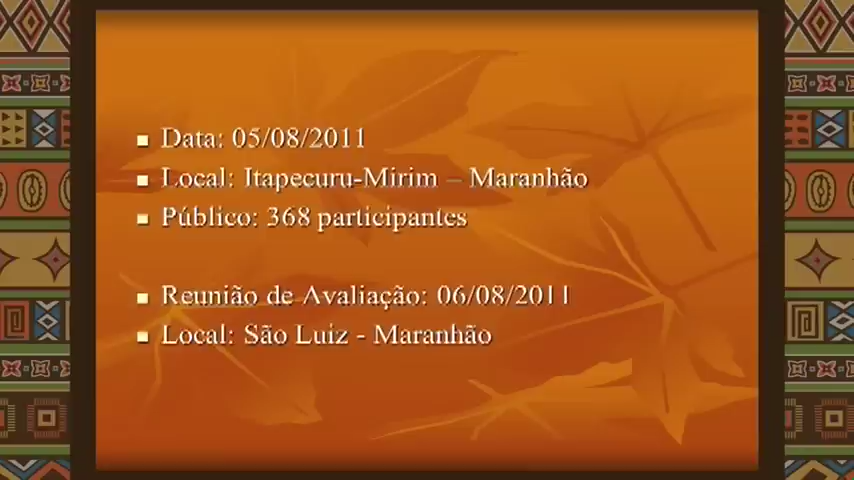 Data: 05/08/2011
Local: Itapecuru-Mirim – Maranhão
Público: 368 participantes
Reunião de Avaliação: 06/08/2011
Local: São Luiz - Maranhão